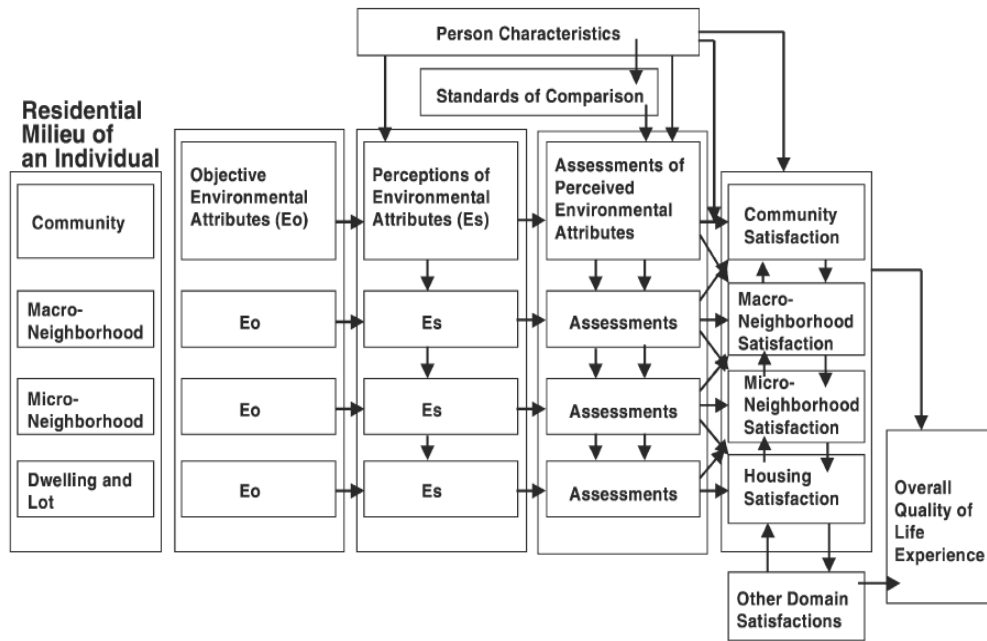 Person Characteristics
Standards of Comparison
Residential
Milieu of
an Individual
Community
Objective
Environmental
Attributes (Eo)
Perceptions of
Environmental
Attributes (Es)
Assessments of
Perceived
Environmental
Attributes
Community
Satisfaction
Macro-
Neighborhood
Eo
Es
Assessments
Macro-
Neighborhood
Satisfaction
Micro-
Neighborhood
Eo
Es
Assessments
Micro-
Neighborhood
Satisfaction
Dwelling and
Lot
Eo
Es
Assessments
Housing
Satisfaction
Overall
Quality of
Life
Experience
Other Domain
Satisfactions